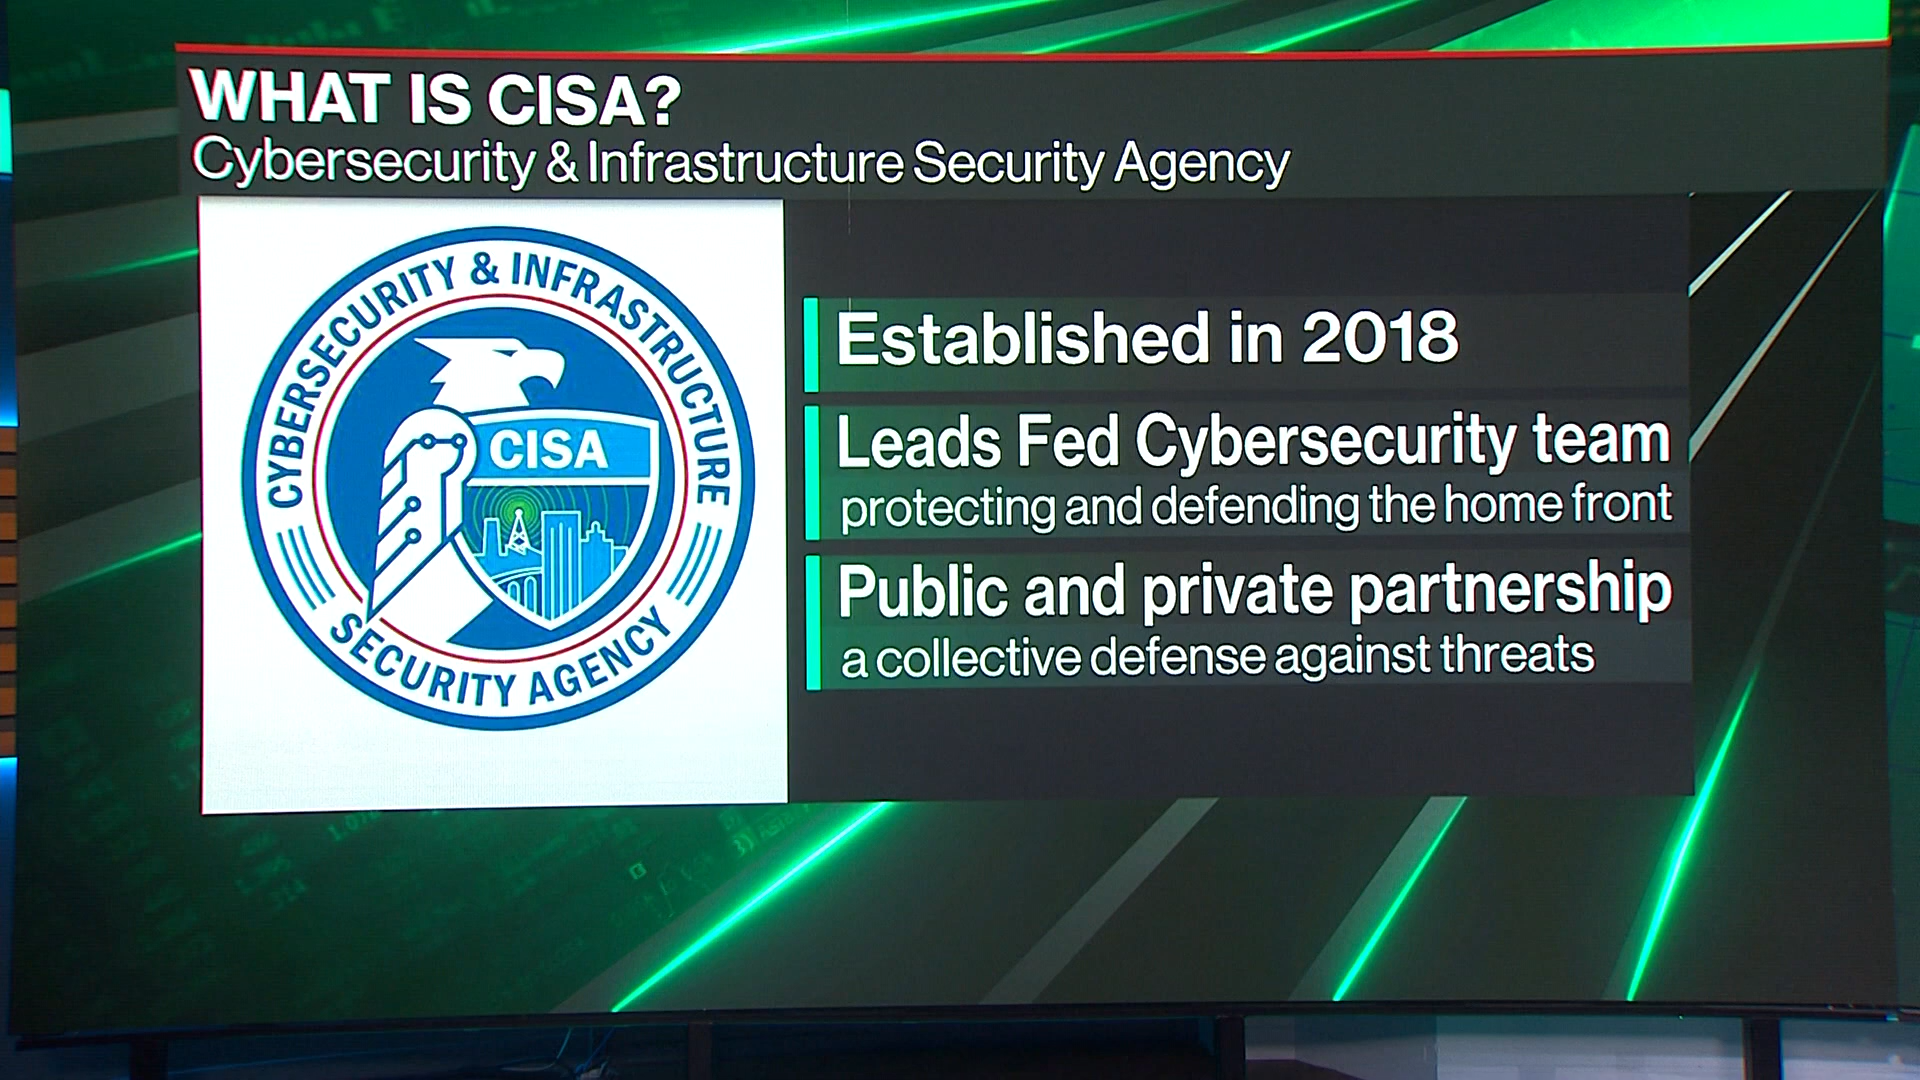 WHAT IS CISA?
Cybersecurity & Infrastructure Security Agency
CYBERSECURITY & INFRASTRUCTURE
CISA
SECURITY AGENCY
Established in 2018
Leads Fed Cybersecurity team
protecting and defending the home front
Public and private partnership
a collective defense against threats